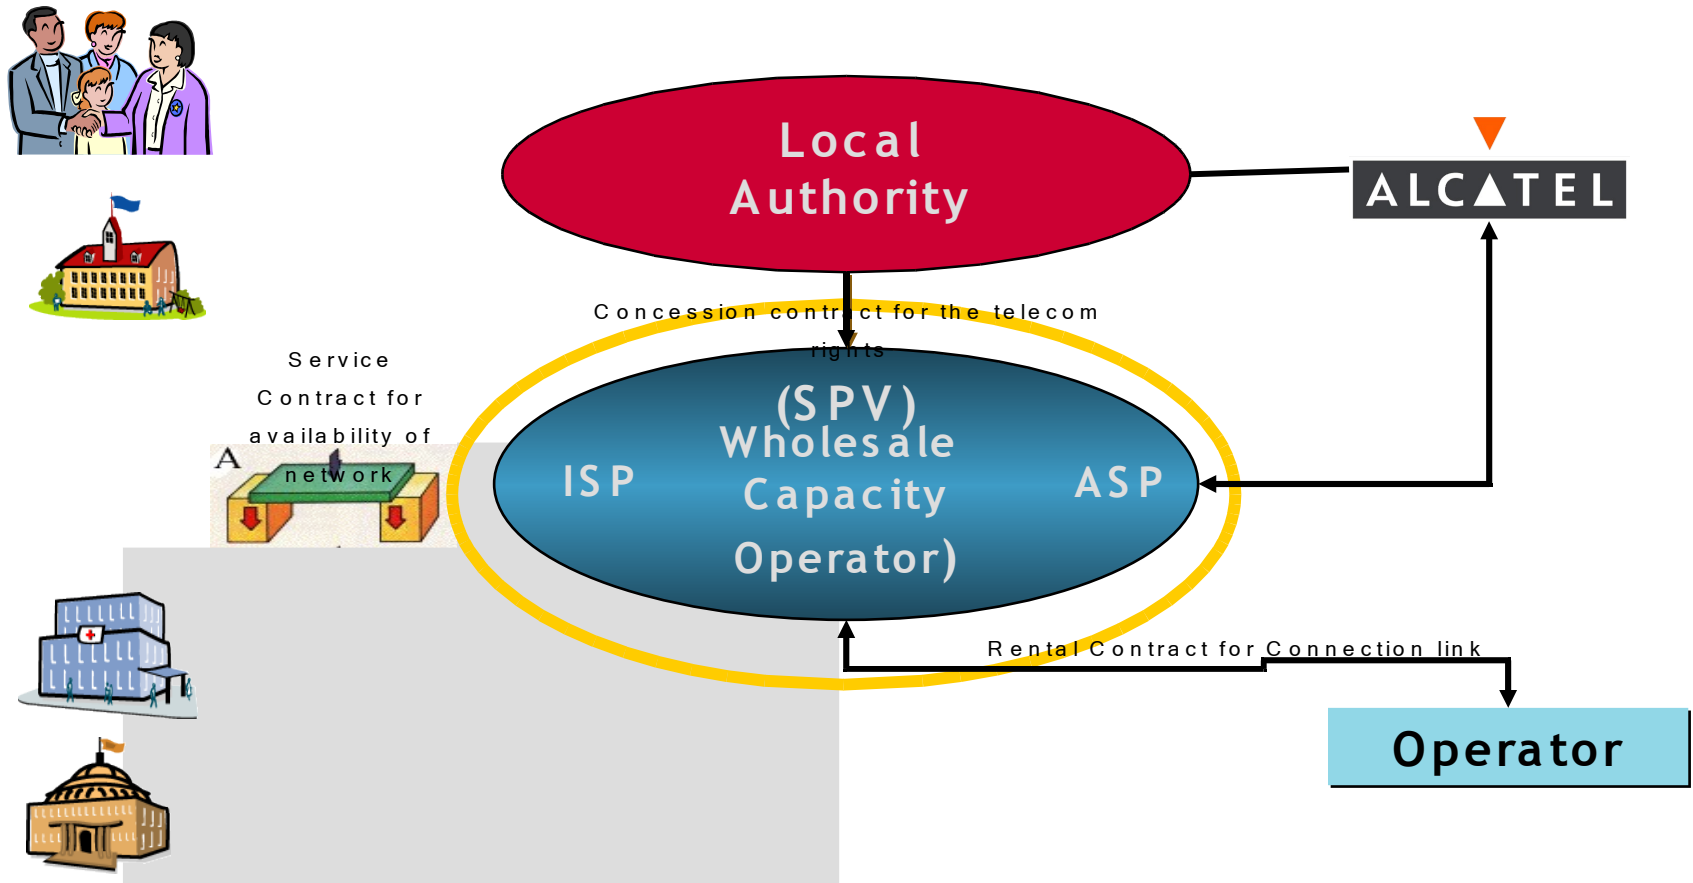 Local
Authority
ALCATEL
Concession contract for the telecom
rights
Service
Contract for
availability of
network
A
(SPV)
Wholesale
Capacity
Operator)
ISP
ASP
Rental Contract for Connection link
Operator